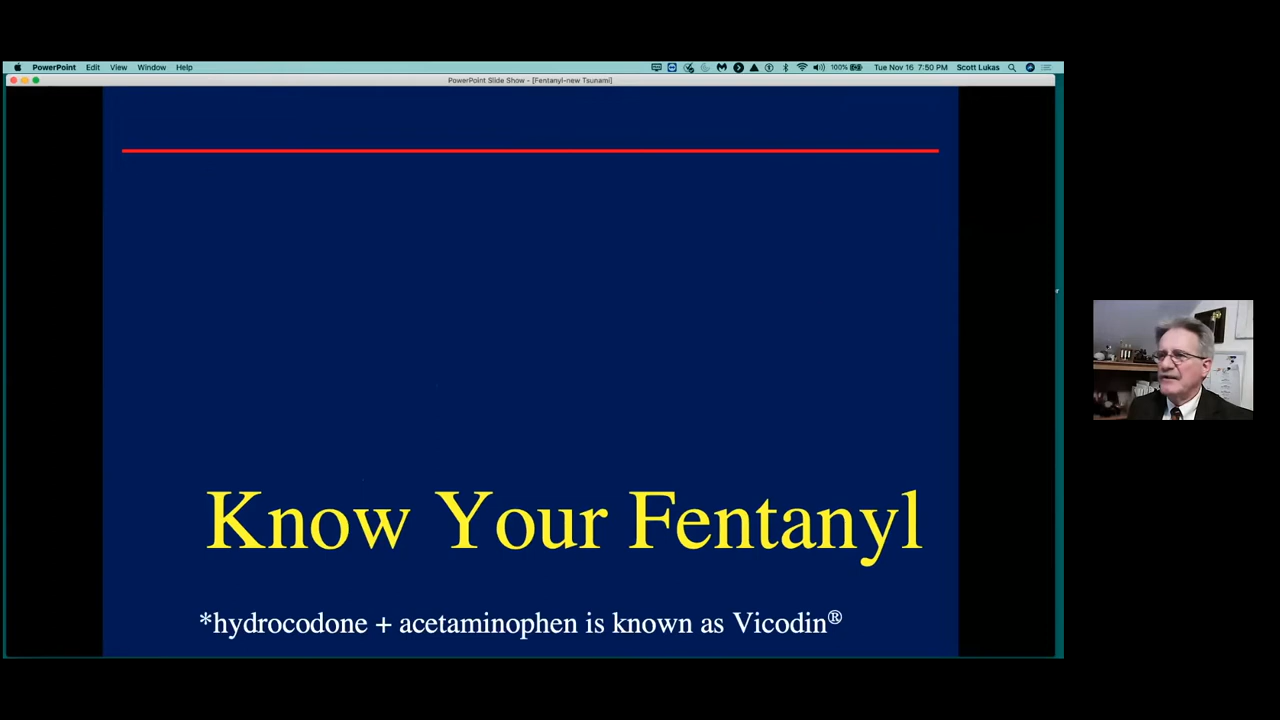 PowerPoint Edit View Window Help 100% Tue Nov 16 7:50 PM Scott Lukas
PowerPoint Slide Show - [Fentanyl-new Tsunami]
Know Your Fentanyl
*hydrocodone + acetaminophen is known as Vicodin®